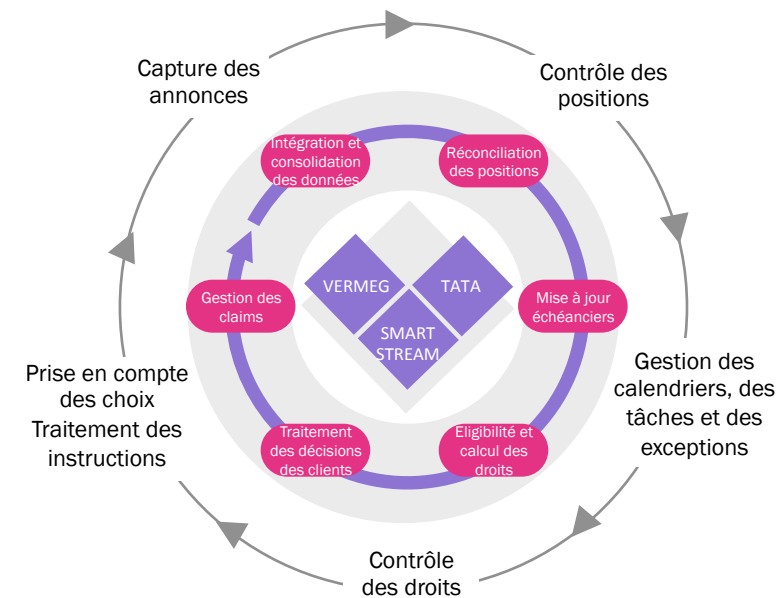 Capture des
annonces
Contrôle des
positions
Intégration et
consolidation
des données
Réconciliation
des positions
VERMEG
TATA
SMART
STREAM
Gestion des
claims
Mise à jour
échéanciers
Prise en compte
des choix
Traitement des
instructions
Gestion des
calendriers, des
tâches et des
exceptions
Traitement
des décisions
des clients
Eligibilité et
calcul des
droits
Contrôle
des droits